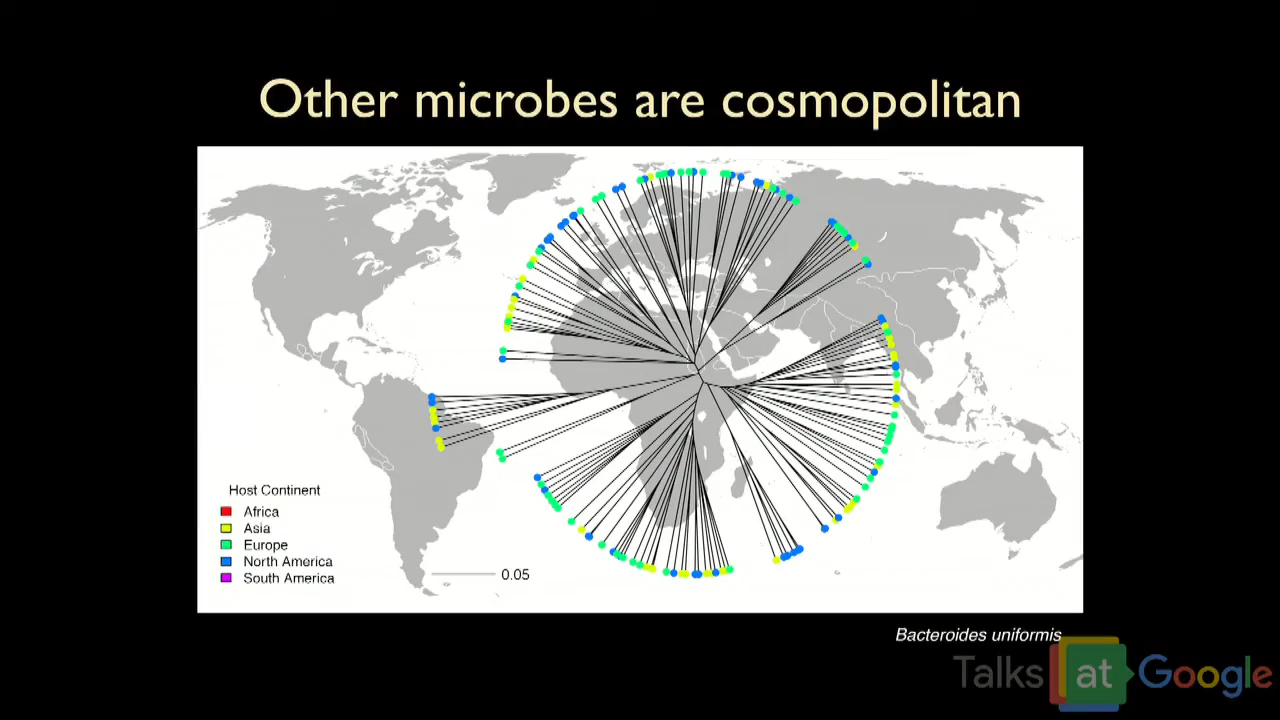 Other microbes are cosmopolitan
Host Continent
Africa
Asia
Europe
North America
South America
0.05
Bacteroides uniformis
Talks at Google